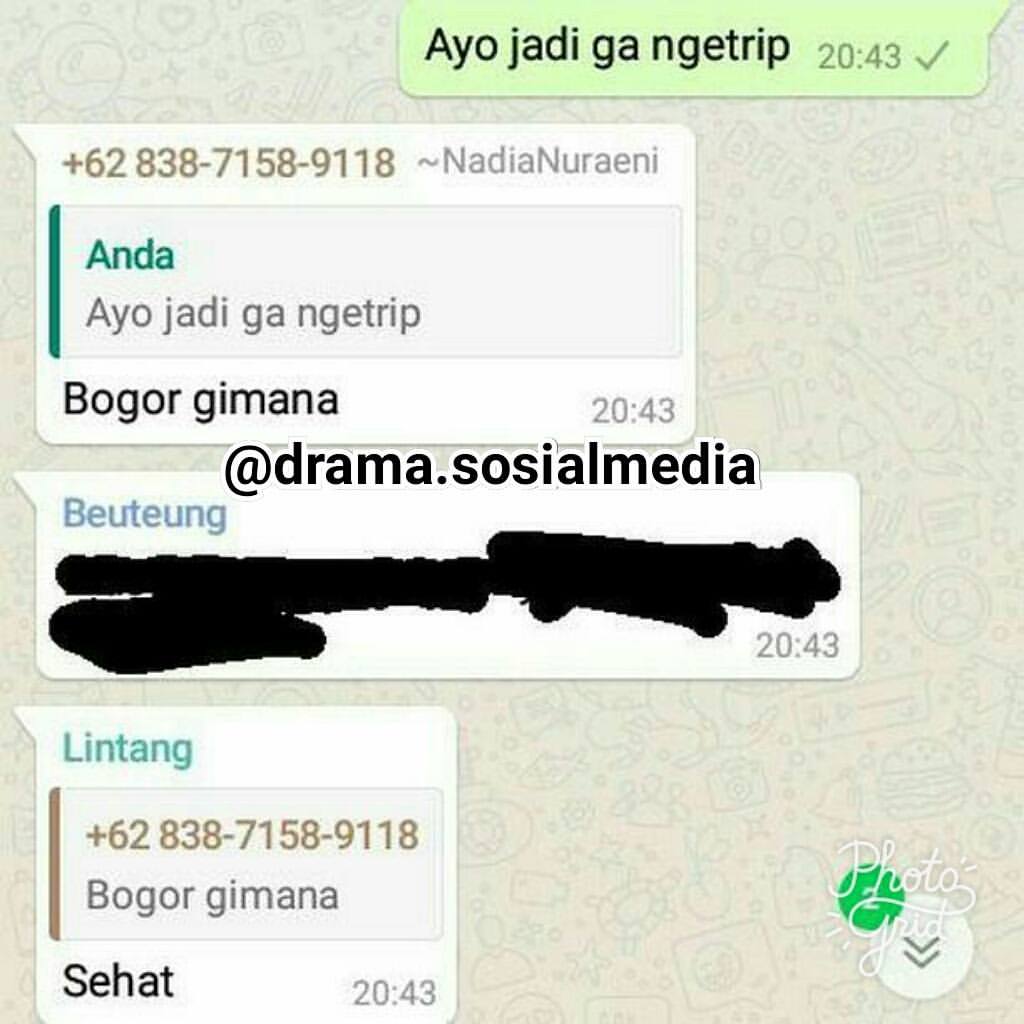 Ayo jadi ga ngetrip 20:43
+62 838-7158-9118 ~NadiaNuraeni
Anda
Ayo jadi ga ngetrip
Bogor gimana 20:43
@drama.sosialmedia
Beuteung
20:43
Lintang
+62 838-7158-9118
Bogor gimana
Photo
Grid
Sehat 20:43